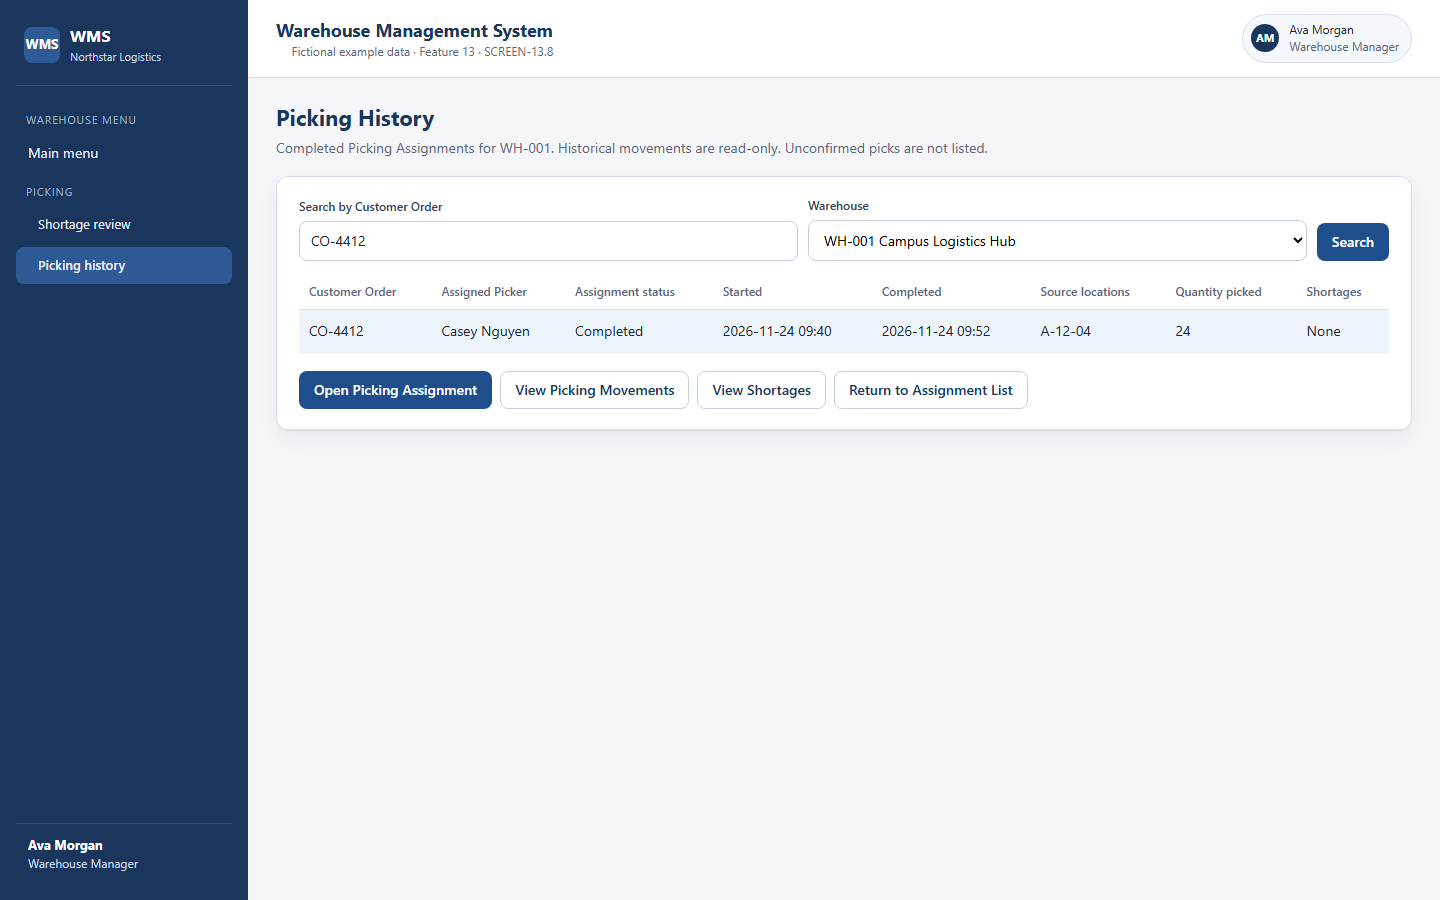 WMS
WMS
Northstar Logistics
WAREHOUSE MENU
Main menu
PICKING
Shortage review
Picking history
Ava Morgan
Warehouse Manager
Warehouse Management System
Fictional example data · Feature 13 · SCREEN-13.8
AM
Ava Morgan
Warehouse Manager
Picking History
Completed Picking Assignments for WH-001. Historical movements are read-only. Unconfirmed picks are not listed.
Search by Customer Order
Warehouse
CO-4412
WH-001 Campus Logistics Hub
Search
Customer Order Assigned Picker Assignment status Started Completed Source locations Quantity picked Shortages
CO-4412 Casey Nguyen Completed 2026-11-24 09:40 2026-11-24 09:52 A-12-04 24 None
Open Picking Assignment View Picking Movements View Shortages Return to Assignment List